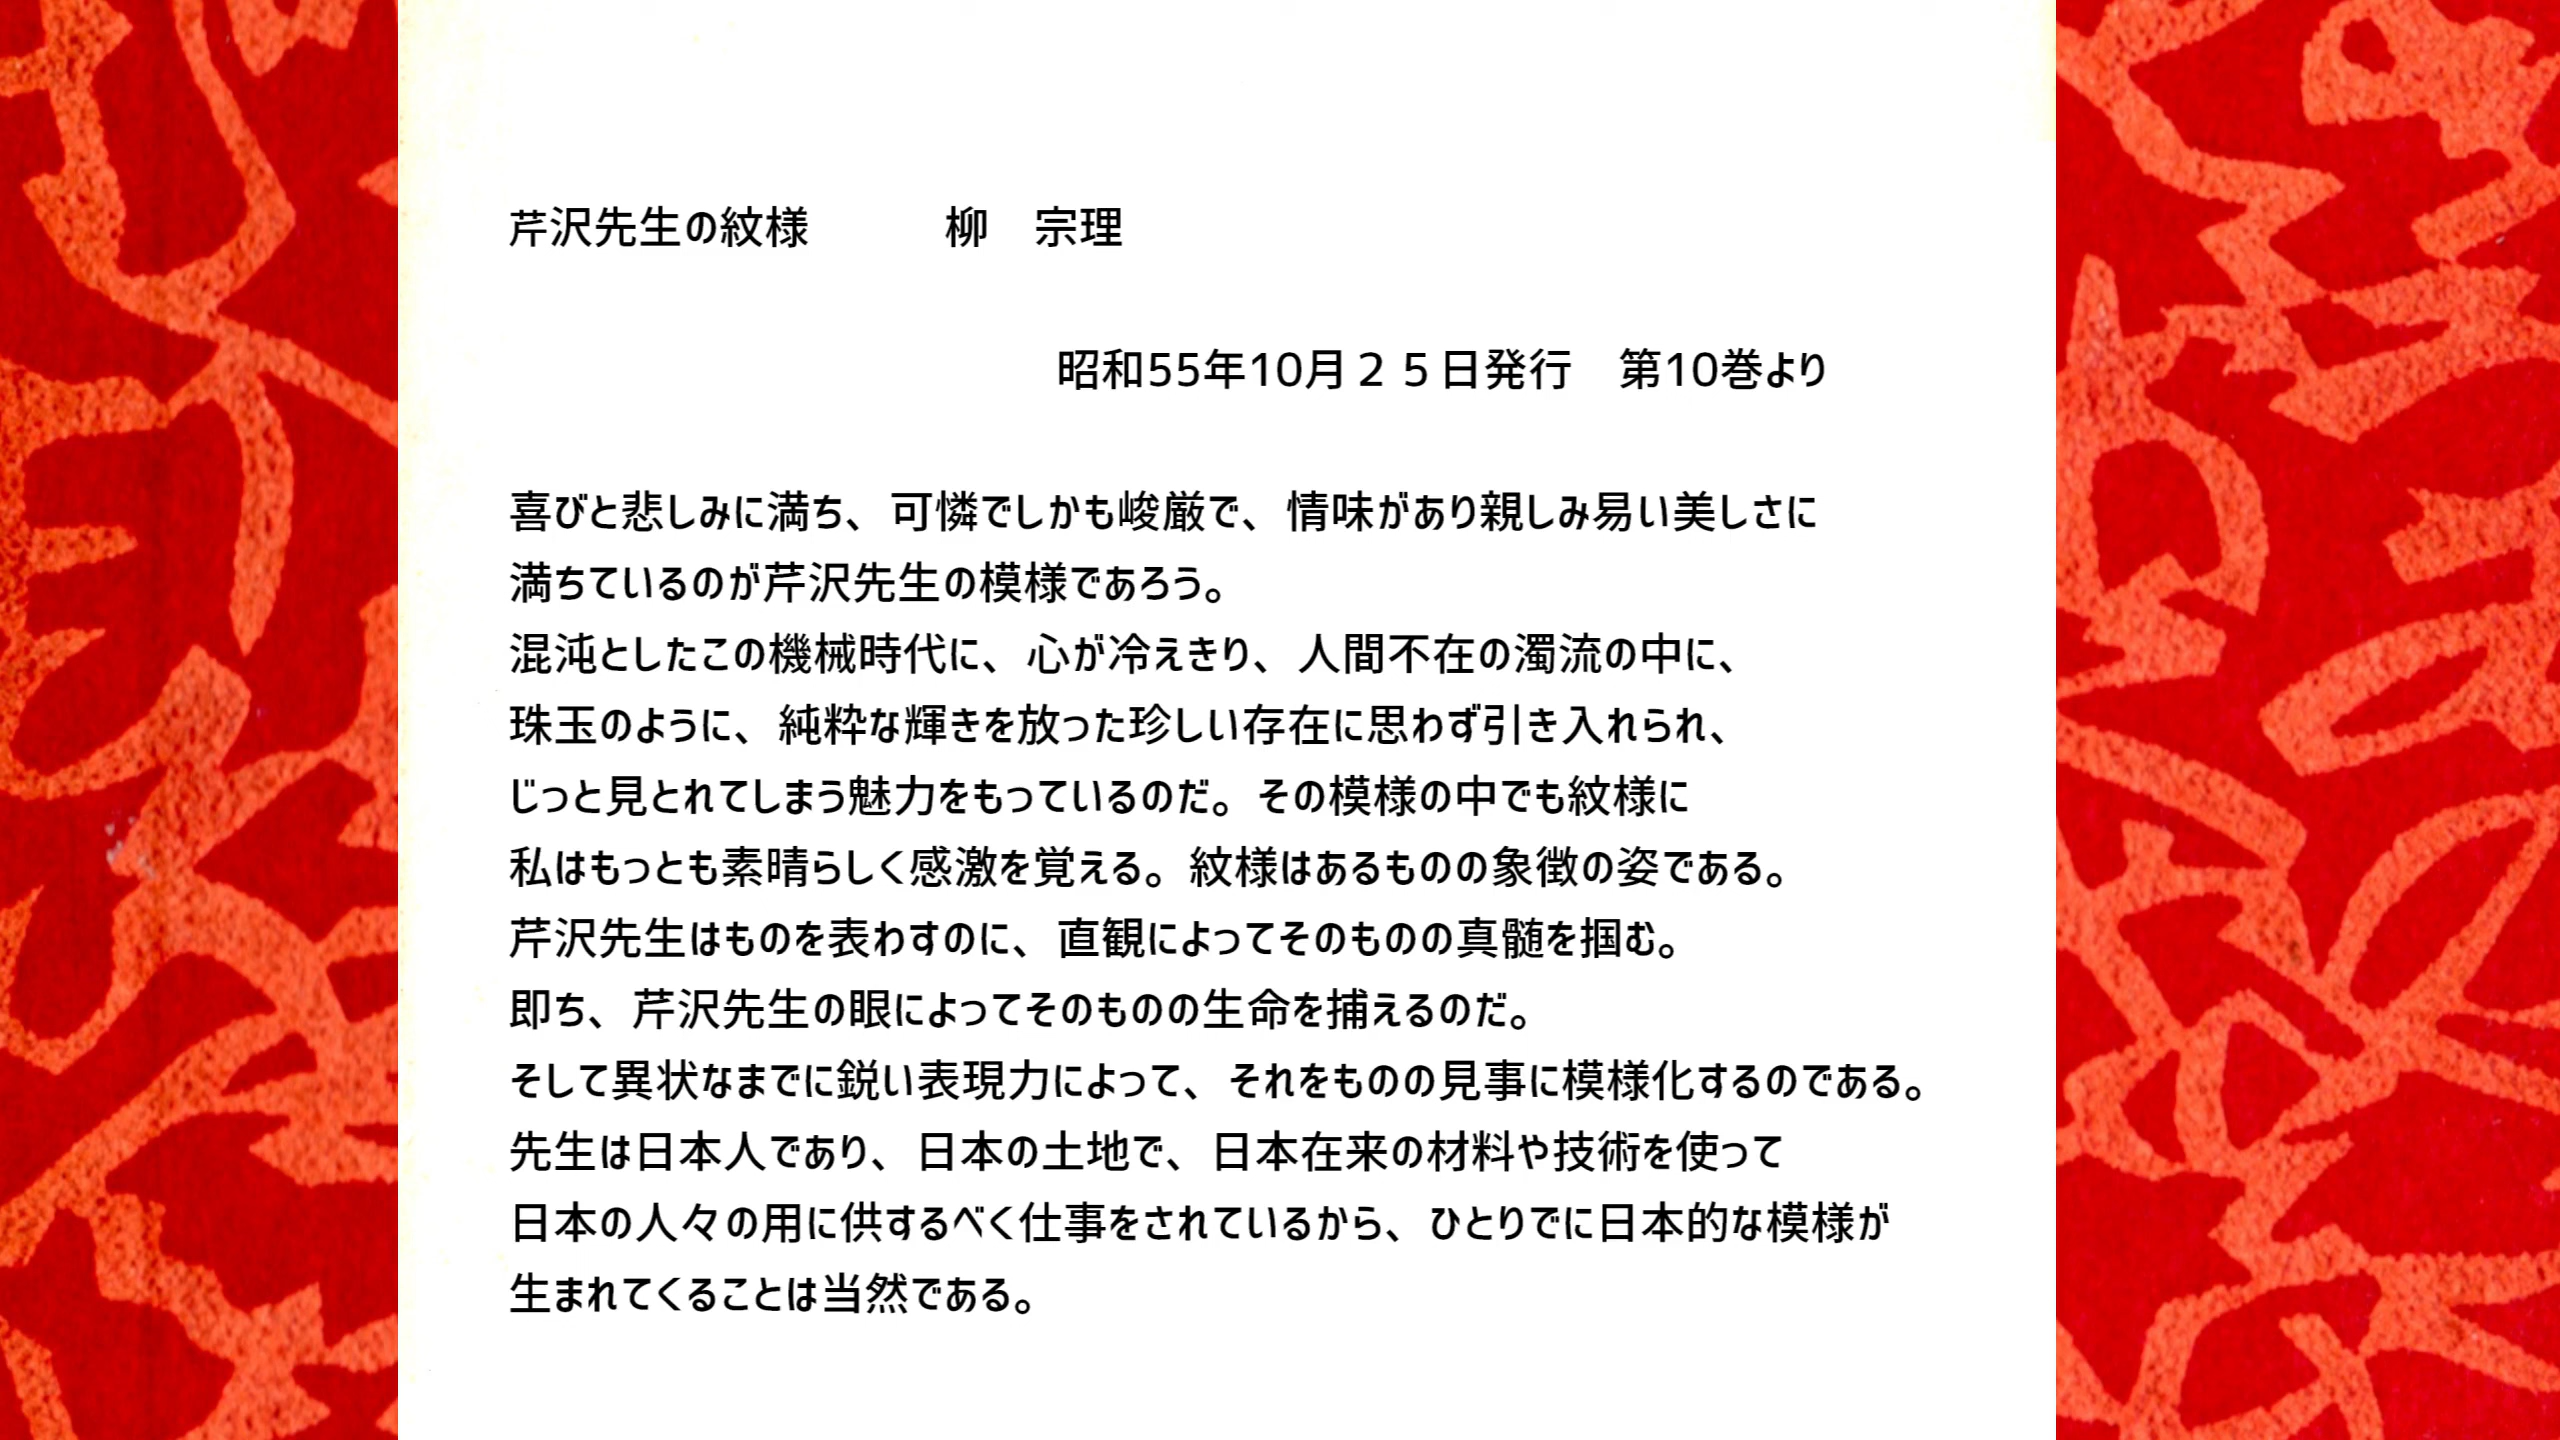 芹沢先生の紋様　　　柳　宗理
昭和55年10月２５日発行　第10巻より
喜びと悲しみに満ち、可憐でしかも峻厳で、情味があり親しみ易い美しさに
満ちているのが芹沢先生の模様であろう。
混沌としたこの機械時代に、心が冷えきり、人間不在の濁流の中に、
珠玉のように、純粋な輝きを放った珍しい存在に思わず引き入れられ、
じっと見とれてしまう魅力をもっているのだ。その模様の中でも紋様に
私はもっとも素晴らしく感激を覚える。紋様はあるものの象徴の姿である。
芹沢先生はものを表わすのに、直観によってそのものの真髄を掴む。
即ち、芹沢先生の眼によってそのものの生命を捕えるのだ。
そして異状なまでに鋭い表現力によって、それをものの見事に模様化するのである。
先生は日本人であり、日本の土地で、日本在来の材料や技術を使って
日本の人々の用に供するべく仕事をされているから、ひとりでに日本的な模様が
生まれてくることは当然である。